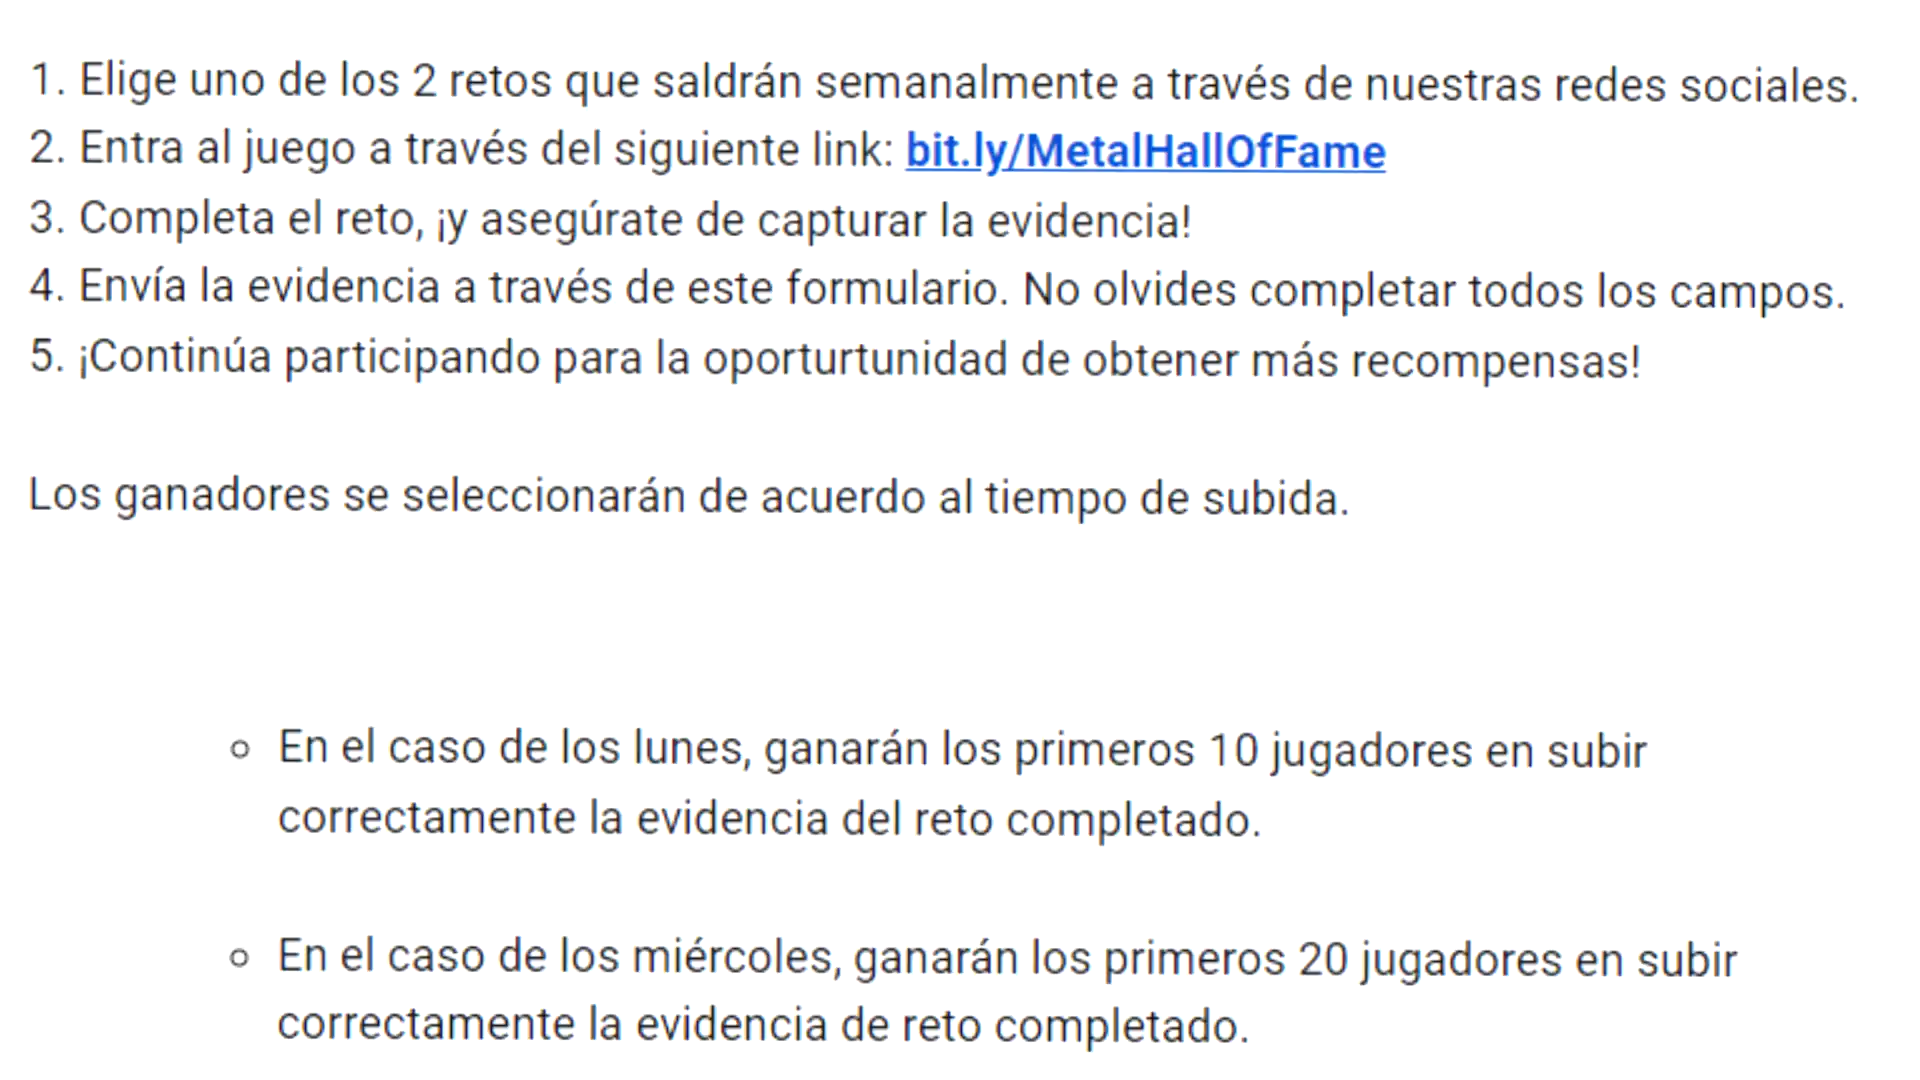 1. Elige uno de los 2 retos que saldrán semanalmente a través de nuestras redes sociales.
2. Entra al juego a través del siguiente link: bit.ly/MetalHallOfFame
3. Completa el reto, ¡y asegúrate de capturar la evidencia!
4. Envía la evidencia a través de este formulario. No olvides completar todos los campos.
5. ¡Continúa participando para la oporturtunidad de obtener más recompensas!
Los ganadores se seleccionarán de acuerdo al tiempo de subida.
○ En el caso de los lunes, ganarán los primeros 10 jugadores en subir
correctamente la evidencia del reto completado.
○ En el caso de los miércoles, ganarán los primeros 20 jugadores en subir
correctamente la evidencia de reto completado.